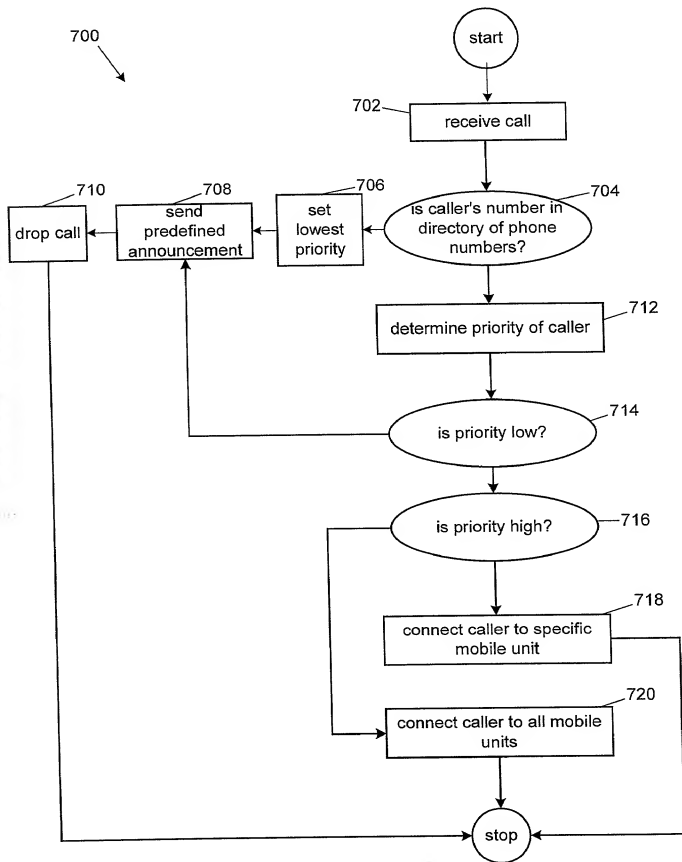 700
start
702
receive call
710
708
706
704
drop call
send
predefined
announcement
set
lowest
priority
is caller's number in
directory of phone
numbers?
712
determine priority of caller
714
is priority low?
716
is priority high?
718
connect caller to specific
mobile unit
720
connect caller to all mobile
units
stop